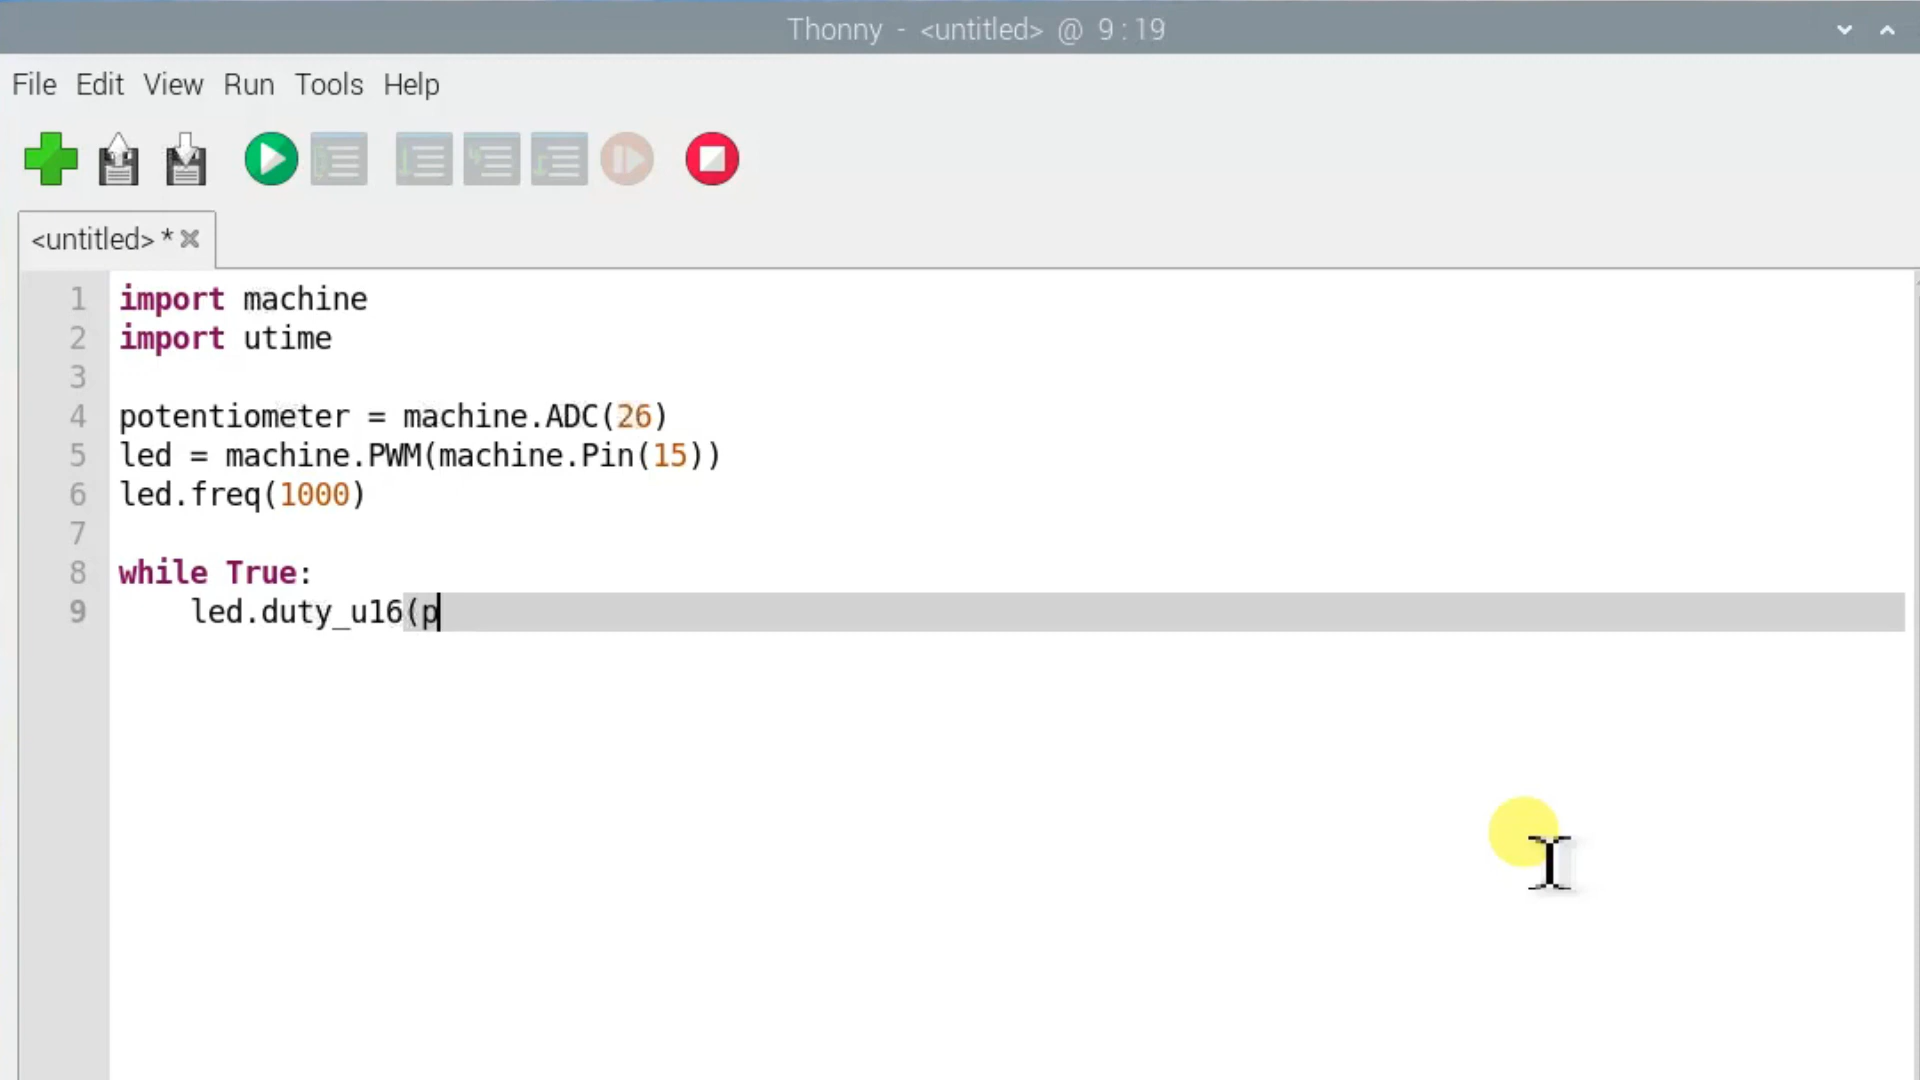 Thonny - <untitled> @ 9:19
File Edit View Run Tools Help
<untitled> *
1 import machine
2 import utime
3
4 potentiometer = machine.ADC(26)
5 led = machine.PWM(machine.Pin(15))
6 led.freq(1000)
7
8 while True:
9     led.duty_u16(p